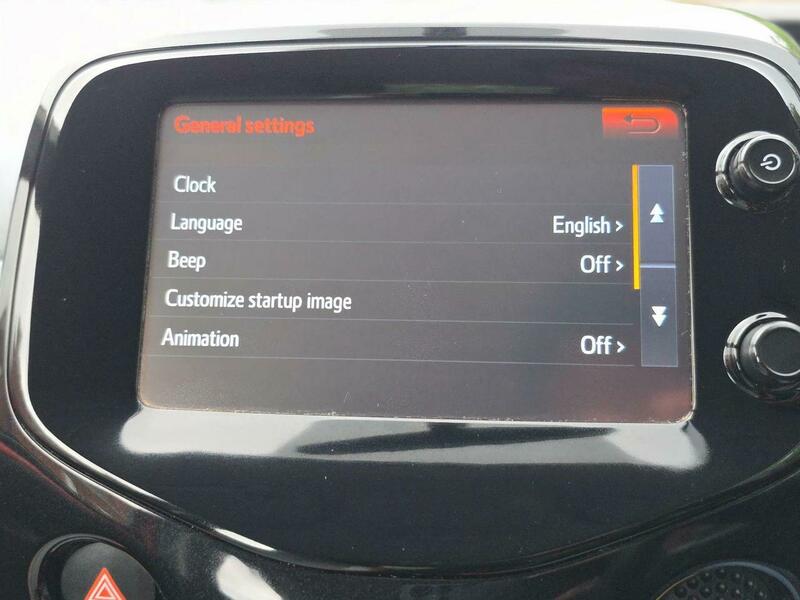 General settings
Clock
Language English >
Beep Off >
Customize startup image
Animation Off >